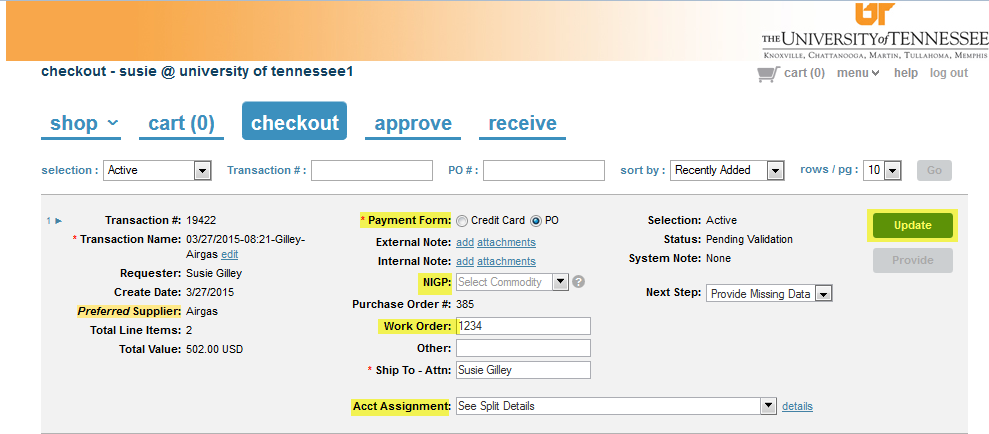 THE UNIVERSITY of TENNESSEE
KNOXVILLE, CHATTANOOGA, MARTIN, TULLAHOMA, MEMPHIS
checkout - susie @ university of tennessee1
cart (0) menu help log out
shop cart (0) checkout approve receive
selection : Active Transaction # : PO # : sort by : Recently Added rows / pg : 10 Go
1 Transaction #: 19422 * Payment Form: Credit Card PO Selection: Active Update
* Transaction Name: 03/27/2015-08:21-Gilley-Airgas edit External Note: add attachments Status: Pending Validation
Internal Note: add attachments System Note: None Provide
Requester: Susie Gilley NIGP: Select Commodity ?
Create Date: 3/27/2015 Purchase Order #: 385 Next Step: Provide Missing Data
Preferred Supplier: Airgas Work Order: 1234
Total Line Items: 2 Other:
Total Value: 502.00 USD * Ship To - Attn: Susie Gilley
Acct Assignment: See Split Details details